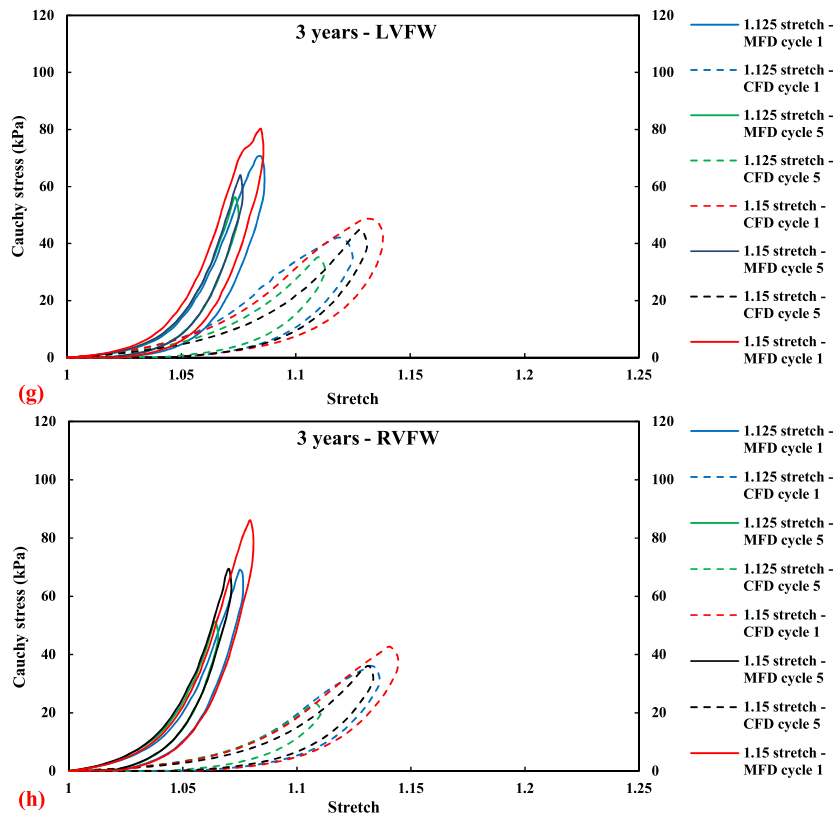 3 years - LVFW
120
100
80
60
40
20
0
Cauchy stress (kPa)
120
100
80
60
40
20
0
1
1.05
1.1
1.15
1.2
1.25
Stretch
(g)
1.125 stretch -
MFD cycle 1
1.125 stretch -
CFD cycle 1
1.125 stretch -
MFD cycle 5
1.125 stretch -
CFD cycle 5
1.15 stretch -
CFD cycle 1
1.15 stretch -
MFD cycle 5
1.15 stretch -
CFD cycle 5
1.15 stretch -
MFD cycle 1
3 years - RVFW
120
100
80
60
40
20
0
Cauchy stress (kPa)
120
100
80
60
40
20
0
1
1.05
1.1
1.15
1.2
1.25
Stretch
(h)
1.125 stretch -
MFD cycle 1
1.125 stretch -
CFD cycle 1
1.125 stretch -
MFD cycle 5
1.125 stretch -
CFD cycle 5
1.15 stretch -
CFD cycle 1
1.15 stretch -
MFD cycle 5
1.15 stretch -
CFD cycle 5
1.15 stretch -
MFD cycle 1